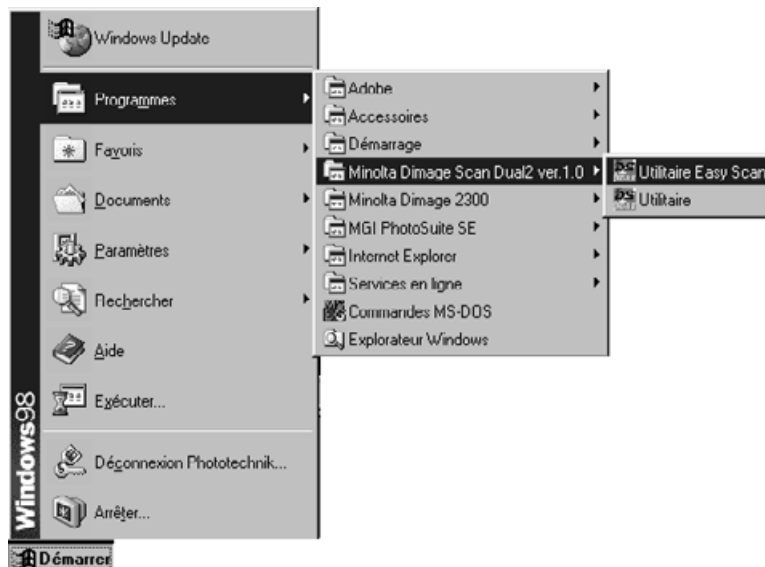 Windows Update
Programmes
Favoris
Documents
Paramètres
Rechercher
Aide
Exécuter...
Déconnexion Phototechnik...
Arrêter...
Windows98
Démarrer
Adobe
Accessoires
Démarrage
Minolta Dimage Scan Dual2 ver.1.0
Minolta Dimage 2300
MGI PhotoSuite SE
Internet Explorer
Services en ligne
Commandes MS-DOS
Explorateur Windows
Utilitaire Easy Scan
Utilitaire